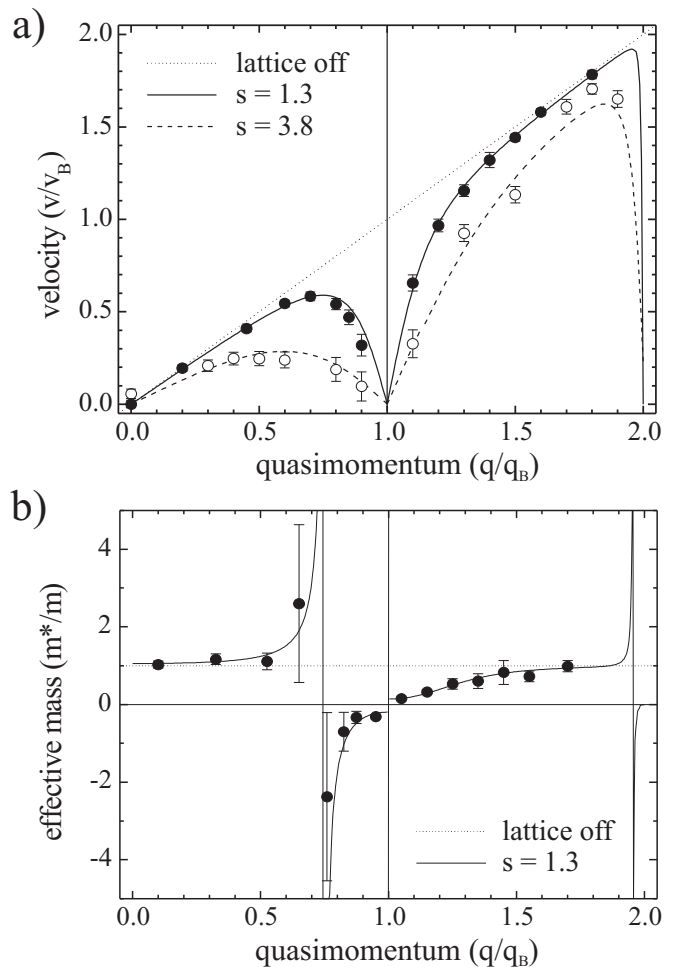 a)
2.0
1.5
1.0
0.5
0.0
velocity (v/v_B)
lattice off
s = 1.3
s = 3.8
0.0 0.5 1.0 1.5 2.0
quasimomentum (q/q_B)
b)
4
2
0
-2
-4
effective mass (m*/m)
lattice off
s = 1.3
0.0 0.5 1.0 1.5 2.0
quasimomentum (q/q_B)